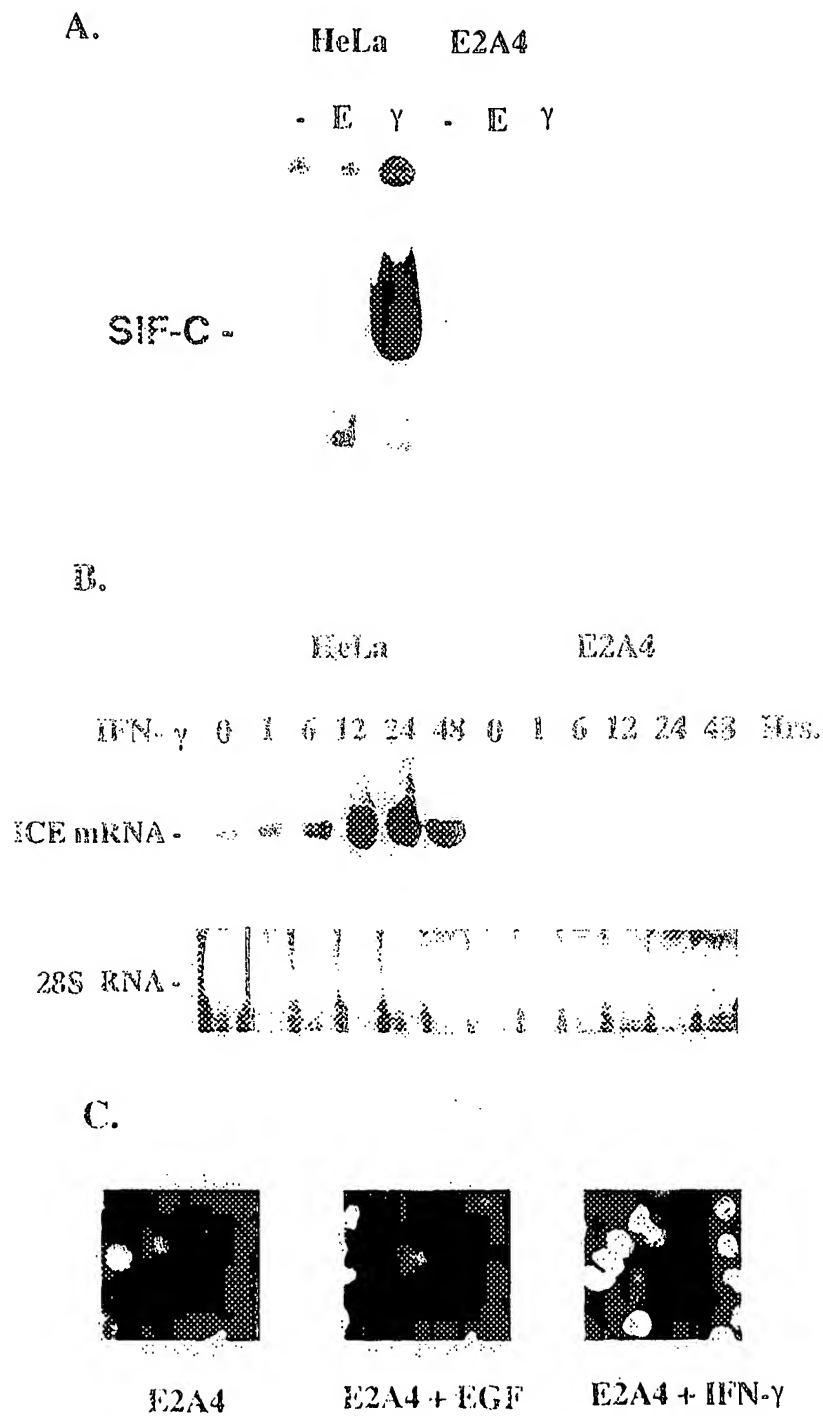 A.
HeLa E2A4
- E γ - E γ
SIF-C -
B.
HeLa E2A4
IFN- γ 0 1 6 12 24 48 0 1 6 12 24 48 Hrs.
ICE mRNA -
28S RNA -
C.
E2A4 E2A4 + EGF E2A4 + IFN-γ